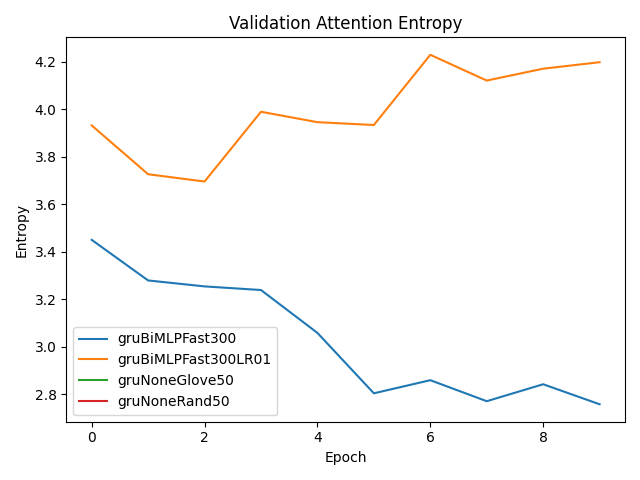 Validation Attention Entropy
Entropy
4.2
4.0
3.8
3.6
3.4
3.2
3.0
2.8
gruBiMLPFast300
gruBiMLPFast300LR01
gruNoneGlove50
gruNoneRand50
0
2
4
6
8
Epoch